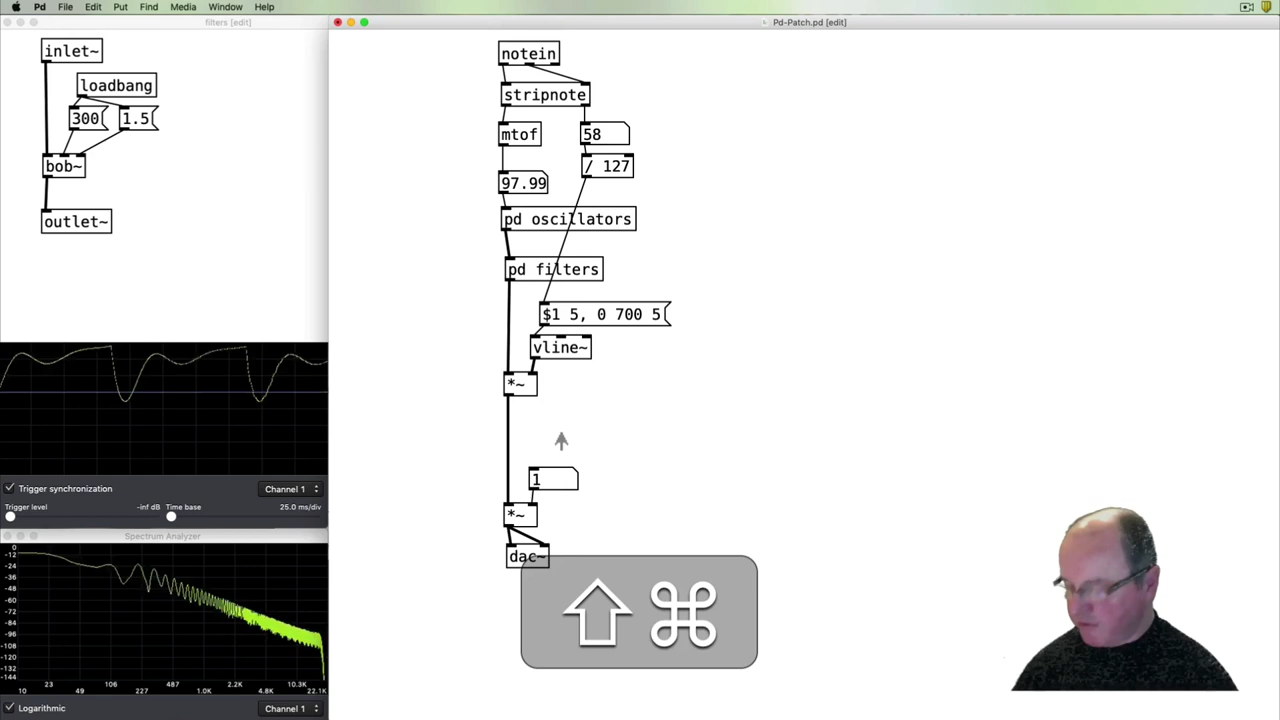 Pd File Edit Put Find Media Window Help
filters [edit]
Pd-Patch.pd [edit]
inlet~
loadbang
300
1.5
bob~
outlet~
notein
stripnote
mtof
58
/ 127
97.99
pd oscillators
pd filters
$1 5, 0 700 5
vline~
*~
1
*~
dac~
Trigger synchronization
Channel 1
Trigger level
-inf dB
Time base
25.0 ms/div
Spectrum Analyzer
0
-12
-24
-36
-48
-60
-72
-84
-96
-108
-120
-132
-144
10 23 49 106 227 487 1.0K 2.2K 4.8K 10.3K 22.1K
Logarithmic
Channel 1